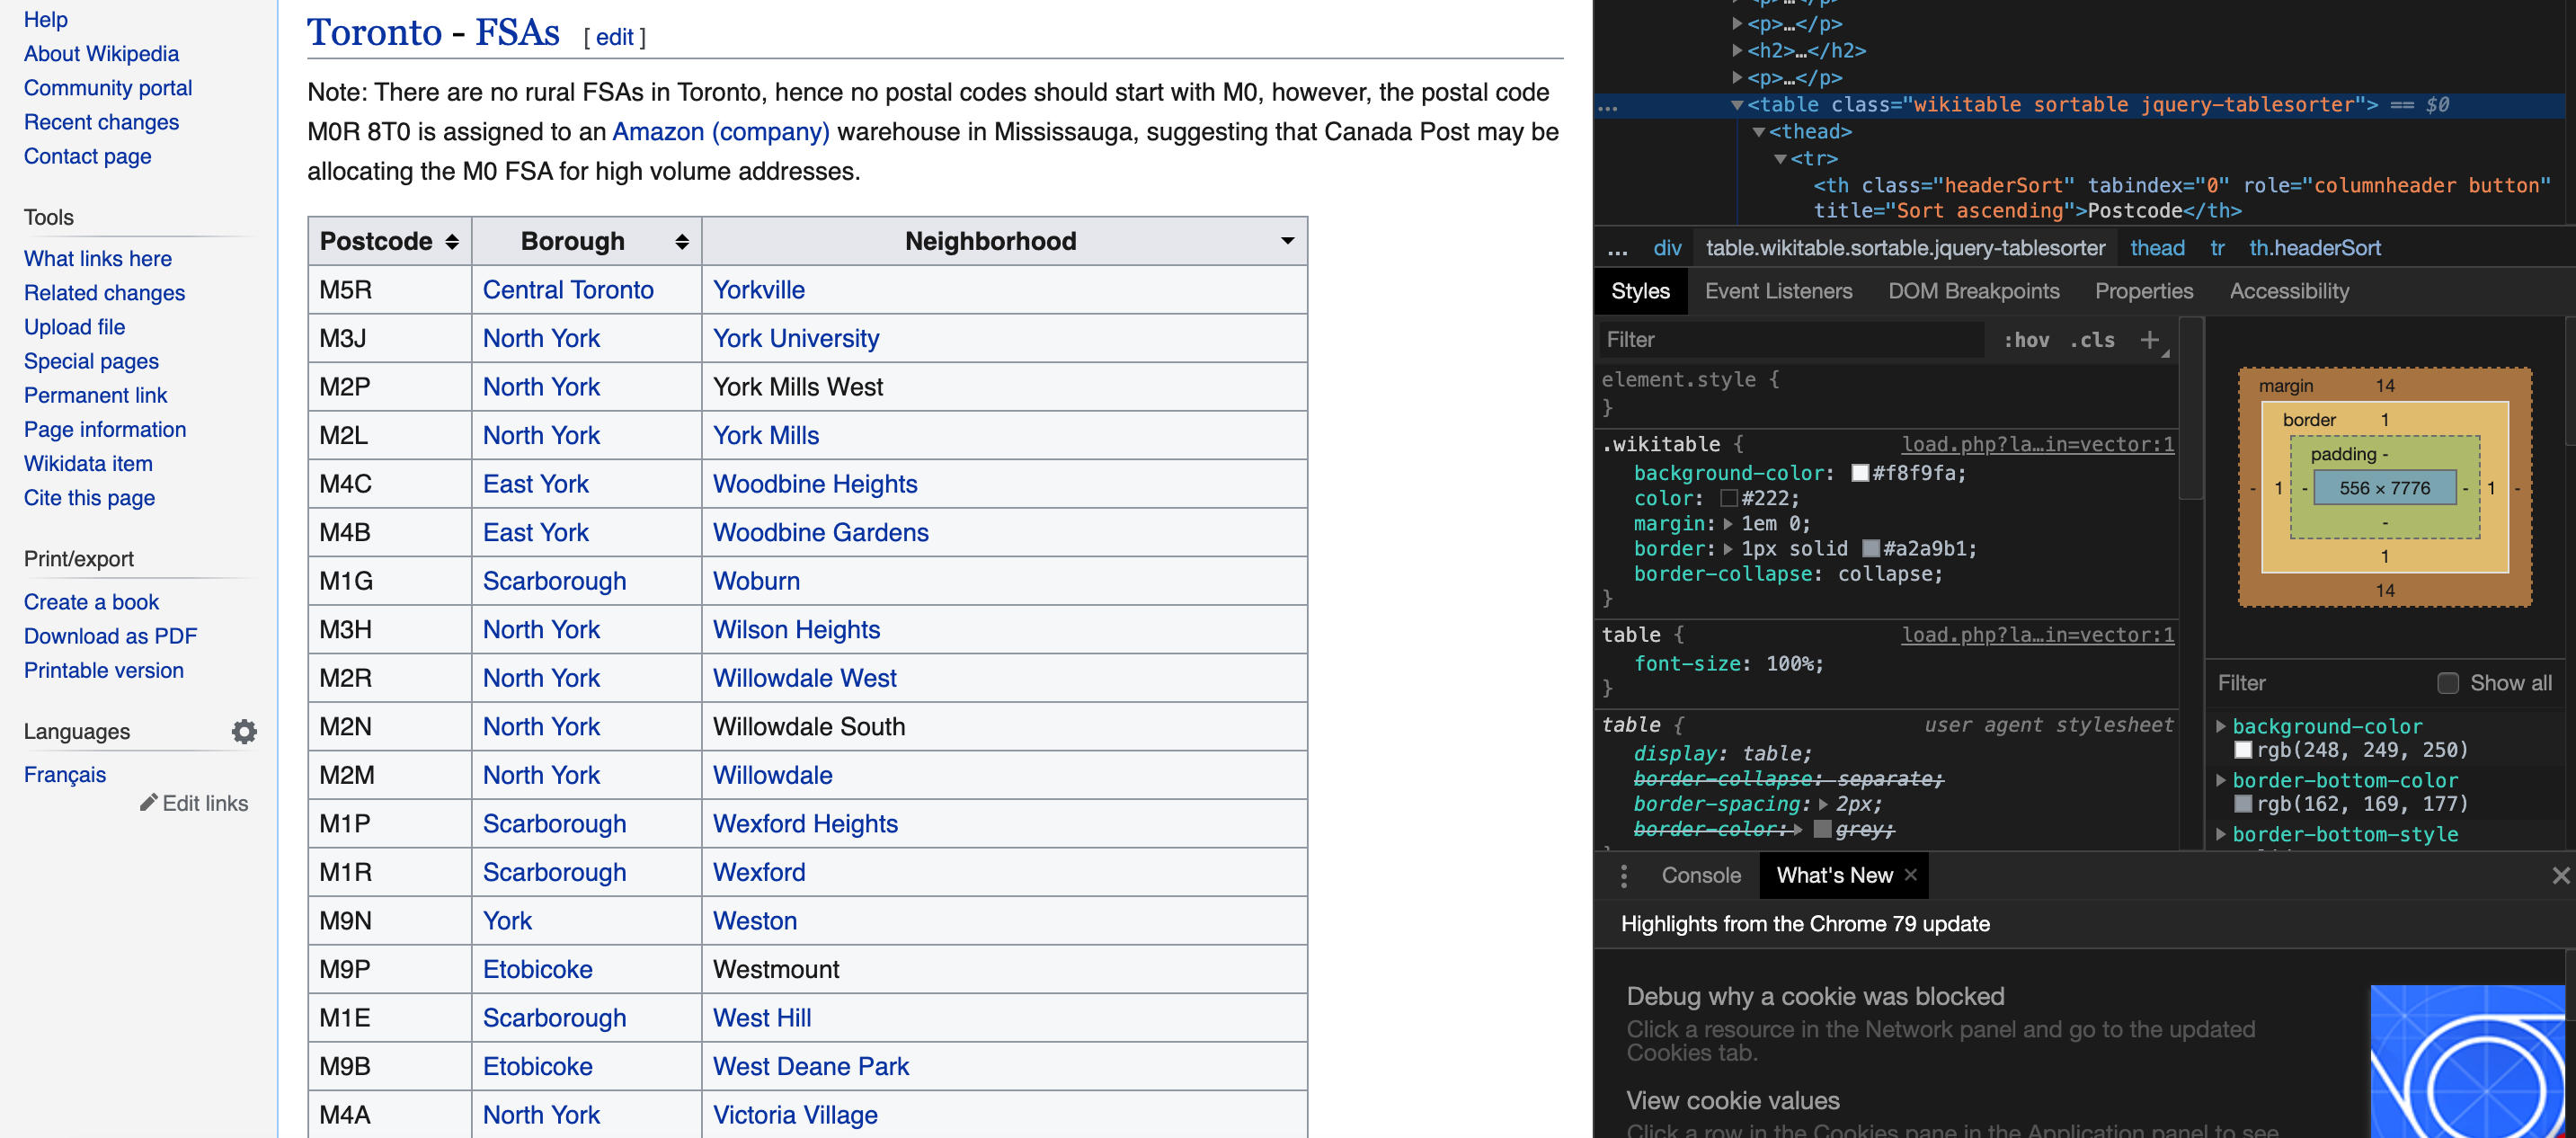 Help
About Wikipedia
Community portal
Recent changes
Contact page
Tools
What links here
Related changes
Upload file
Special pages
Permanent link
Page information
Wikidata item
Cite this page
Print/export
Create a book
Download as PDF
Printable version
Languages
Français
Edit links
Toronto - FSAs [ edit ]
Note: There are no rural FSAs in Toronto, hence no postal codes should start with M0, however, the postal code
M0R 8T0 is assigned to an Amazon (company) warehouse in Mississauga, suggesting that Canada Post may be
allocating the M0 FSA for high volume addresses.
Postcode Borough Neighborhood
M5R Central Toronto Yorkville
M3J North York York University
M2P North York York Mills West
M2L North York York Mills
M4C East York Woodbine Heights
M4B East York Woodbine Gardens
M1G Scarborough Woburn
M3H North York Wilson Heights
M2R North York Willowdale West
M2N North York Willowdale South
M2M North York Willowdale
M1P Scarborough Wexford Heights
M1R Scarborough Wexford
M9N York Weston
M9P Etobicoke Westmount
M1E Scarborough West Hill
M9B Etobicoke West Deane Park
M4A North York Victoria Village
<p>…</p>
<p>…</p>
<h2>…</h2>
<p>…</p>
... <table class="wikitable sortable jquery-tablesorter"> == $0
<thead>
<tr>
<th class="headerSort" tabindex="0" role="columnheader button"
title="Sort ascending">Postcode</th>
... div table.wikitable.sortable.jquery-tablesorter thead tr th.headerSort
Styles Event Listeners DOM Breakpoints Properties Accessibility
Filter :hov .cls +
element.style {
}
.wikitable { load.php?la…in=vector:1
background-color: #f8f9fa;
color: #222;
margin: 1em 0;
border: 1px solid #a2a9b1;
border-collapse: collapse;
}
table { load.php?la…in=vector:1
font-size: 100%;
}
table { user agent stylesheet
display: table;
border-collapse: separate;
border-spacing: 2px;
border-color: grey;
}
margin 14
border 1
padding -
- 1 - 556 × 7776 - 1 -
-
1
14
Filter Show all
background-color
rgb(248, 249, 250)
border-bottom-color
rgb(162, 169, 177)
border-bottom-style
Console What's New ×
Highlights from the Chrome 79 update
Debug why a cookie was blocked
Click a resource in the Network panel and go to the updated
Cookies tab.
View cookie values
Click a row in the Cookies pane in the Application panel to see